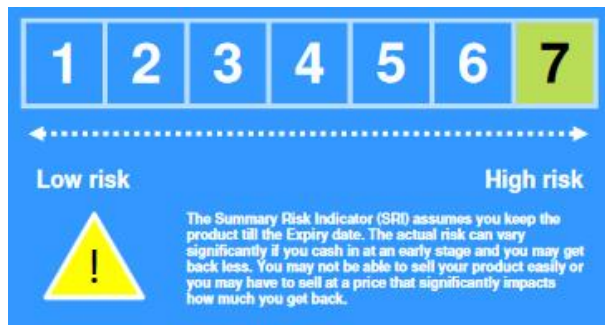 1 2 3 4 5 6 7
Low risk High risk
!
The Summary Risk Indicator (SRI) assumes you keep the
product till the Expiry date. The actual risk can vary
significantly if you cash in at an early stage and you may get
back less. You may not be able to sell your product easily or
you may have to sell at a price that significantly impacts
how much you get back.